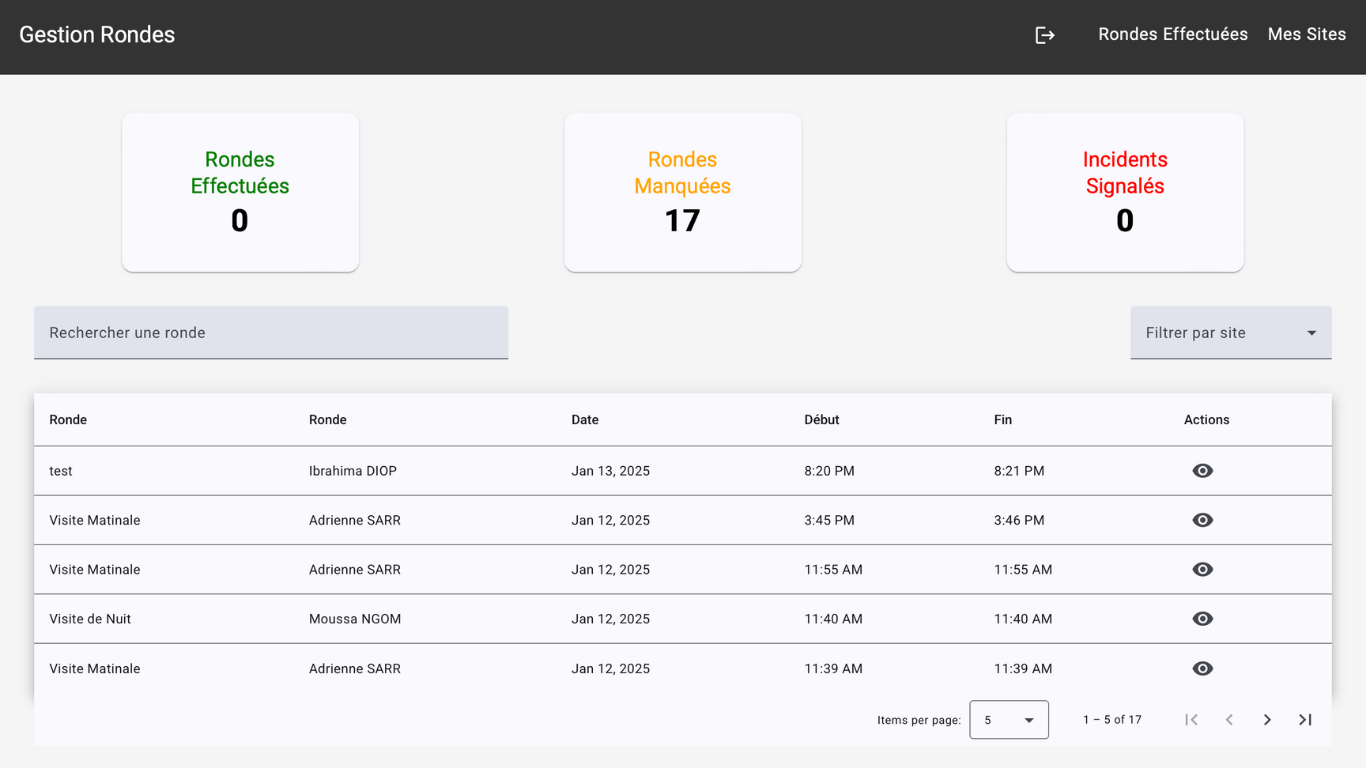 Gestion Rondes
Rondes Effectuées
Mes Sites
Rondes
Effectuées
0
Rondes
Manquées
17
Incidents
Signalés
0
Rechercher une ronde
Filtrer par site
Ronde Ronde Date Début Fin Actions
test Ibrahima DIOP Jan 13, 2025 8:20 PM 8:21 PM
Visite Matinale Adrienne SARR Jan 12, 2025 3:45 PM 3:46 PM
Visite Matinale Adrienne SARR Jan 12, 2025 11:55 AM 11:55 AM
Visite de Nuit Moussa NGOM Jan 12, 2025 11:40 AM 11:40 AM
Visite Matinale Adrienne SARR Jan 12, 2025 11:39 AM 11:39 AM
Items per page: 5 1 – 5 of 17